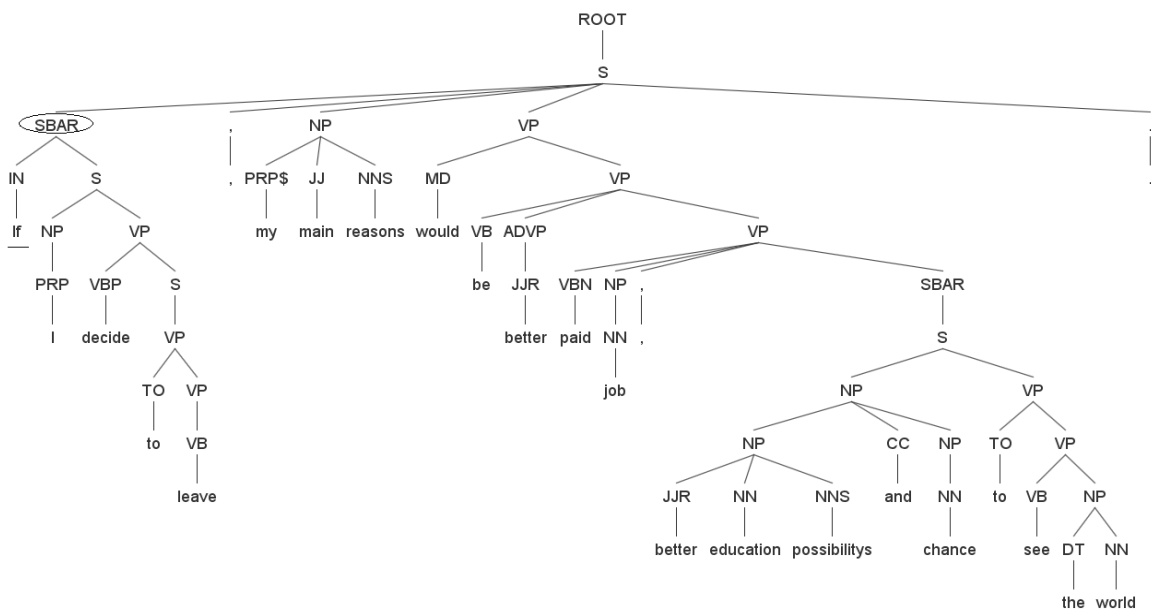 ROOT
S
SBAR , NP VP .
IN S , PRP$ JJ NNS MD VP .
If NP VP my main reasons would VB ADVP VP
PRP VBP S be JJR VBN NP , SBAR
I decide VP better paid NN , S
TO VP job NP VP
to VB NP CC NP TO VP
leave JJR NN NNS and NN to VB NP
better education possibilitys chance see DT NN
the world